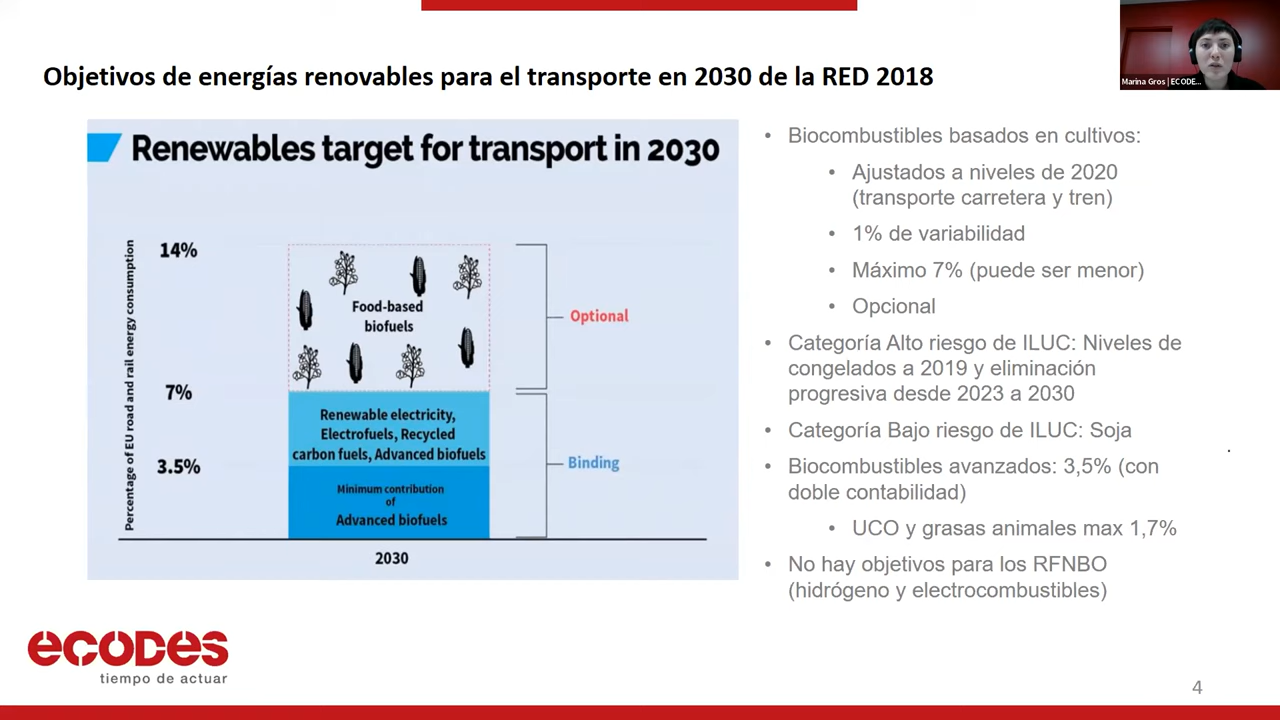 Objetivos de energías renovables para el transporte en 2030 de la RED 2018
Marina Gros | ECODE...
Renewables target for transport in 2030
Percentage of EU road and rail energy consumption
14%
7%
3.5%
Food-based
biofuels
Optional
Renewable electricity,
Electrofuels, Recycled
carbon fuels, Advanced biofuels
Minimum contribution
of
Advanced biofuels
Binding
2030
• Biocombustibles basados en cultivos:
• Ajustados a niveles de 2020
(transporte carretera y tren)
• 1% de variabilidad
• Máximo 7% (puede ser menor)
• Opcional
• Categoría Alto riesgo de ILUC: Niveles de
congelados a 2019 y eliminación
progresiva desde 2023 a 2030
• Categoría Bajo riesgo de ILUC: Soja
• Biocombustibles avanzados: 3,5% (con
doble contabilidad)
• UCO y grasas animales max 1,7%
• No hay objetivos para los RFNBO
(hidrógeno y electrocombustibles)
ecodes
tiempo de actuar
4